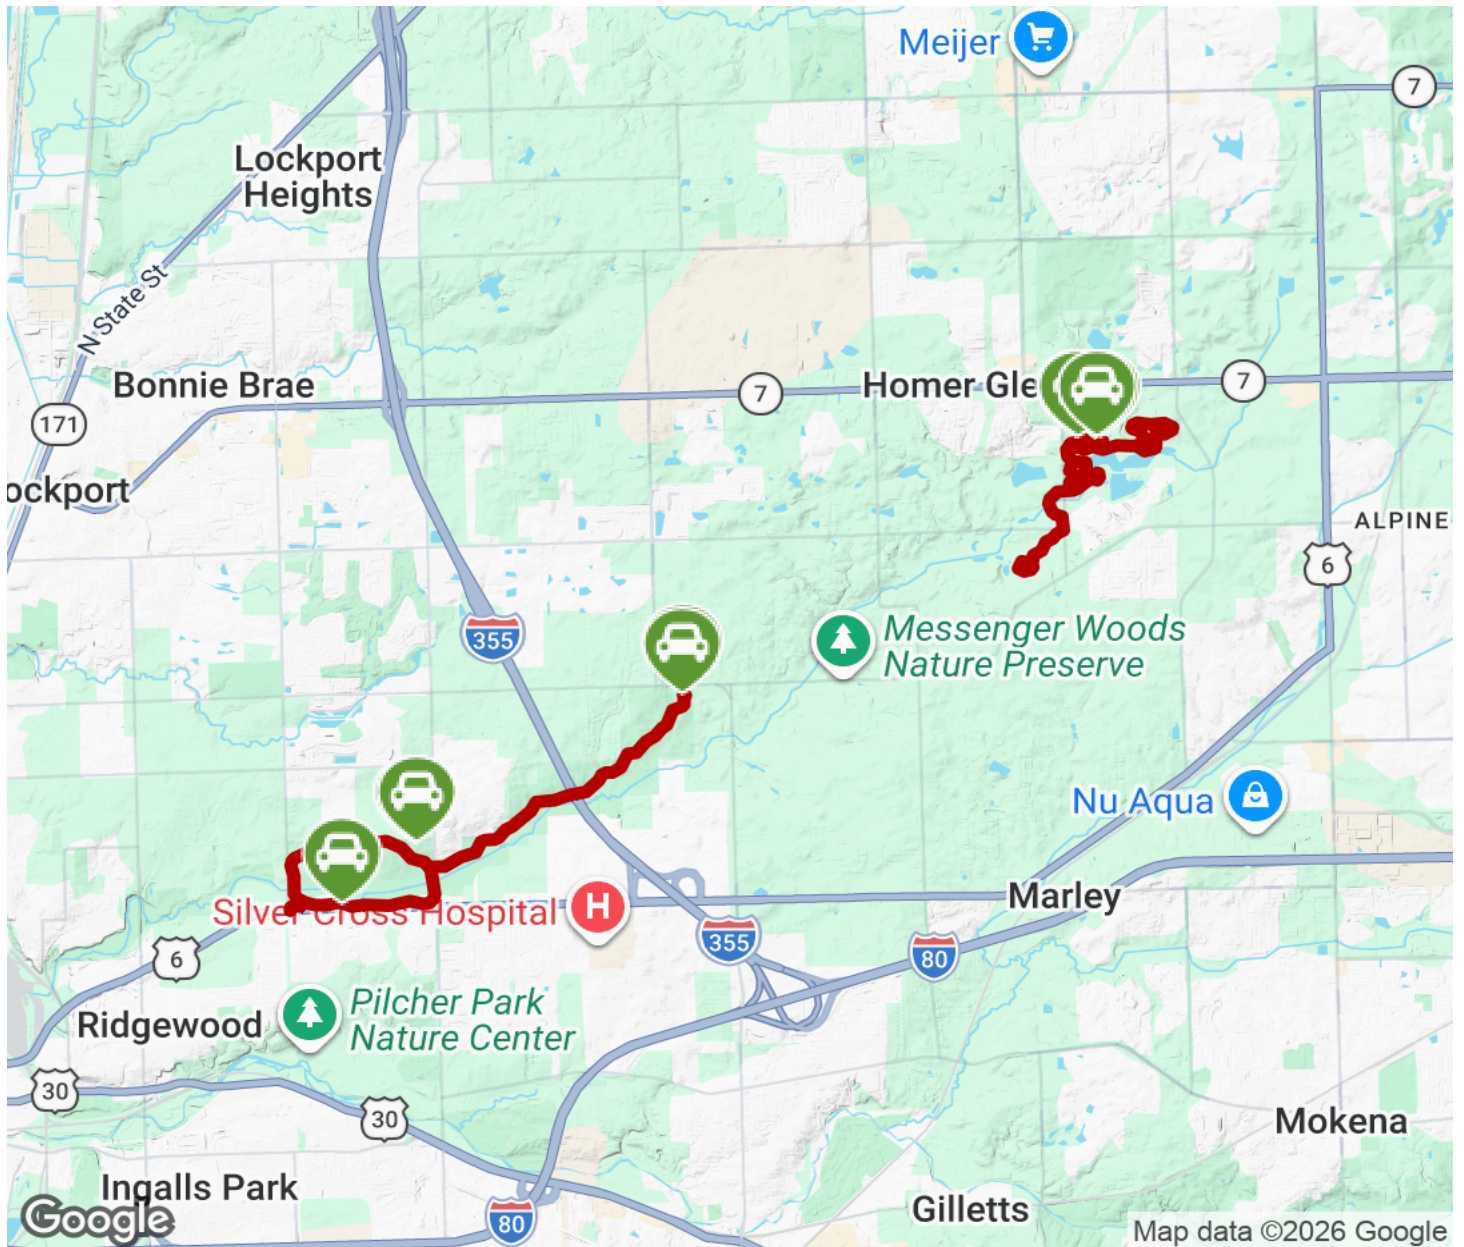 Meijer
7
Lockport
Heights
N State St
Bonnie Brae
7
Homer Gle
7
171
ockport
ALPINE
6
355
Messenger Woods
Nature Preserve
Nu Aqua
Marley
Silver Cross Hospital
H
355
6
80
Pilcher Park
Nature Center
Ridgewood
30
30
Mokena
Ingalls Park
Gilletts
80
Google
Map data ©2026 Google